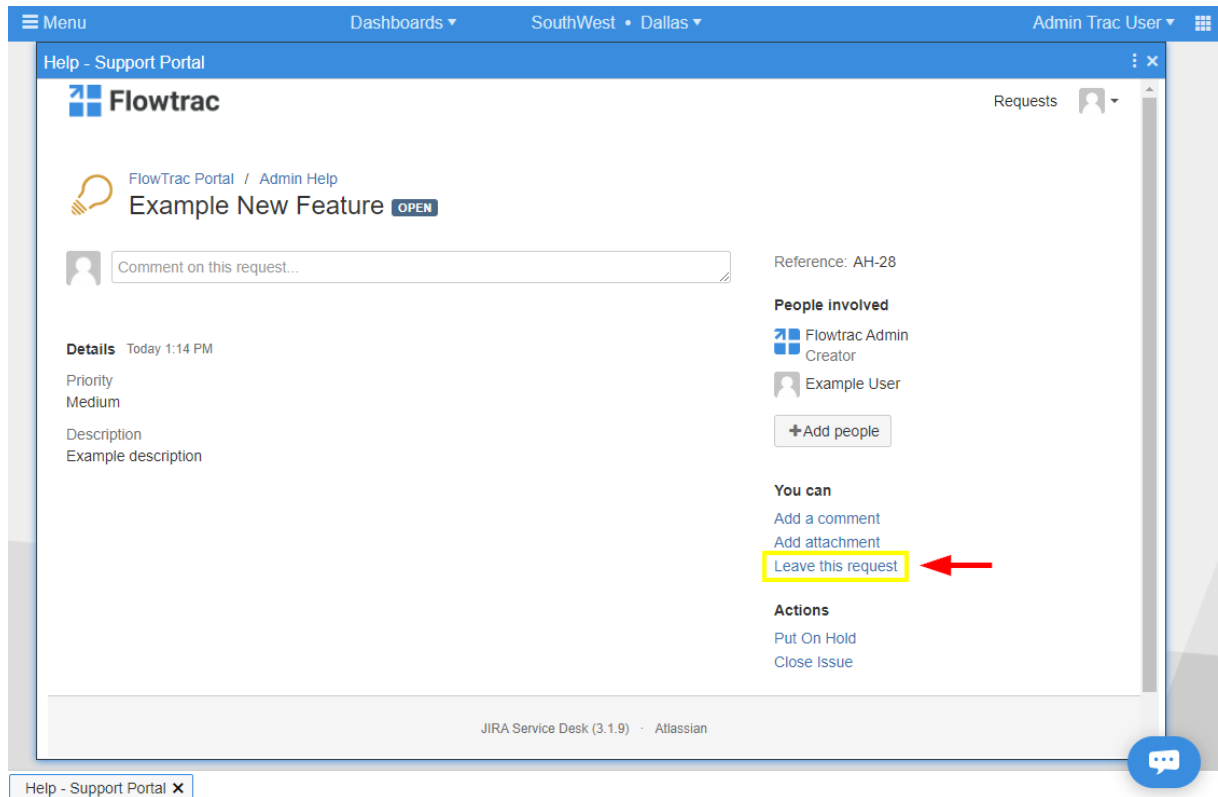 Menu
Dashboards
SouthWest • Dallas
Admin Trac User
Help - Support Portal
Flowtrac
Requests
FlowTrac Portal / Admin Help
Example New Feature OPEN
Comment on this request...
Details Today 1:14 PM
Priority
Medium
Description
Example description
Reference: AH-28
People involved
Flowtrac Admin
Creator
Example User
+Add people
You can
Add a comment
Add attachment
Leave this request
Actions
Put On Hold
Close Issue
JIRA Service Desk (3.1.9) · Atlassian
Help - Support Portal